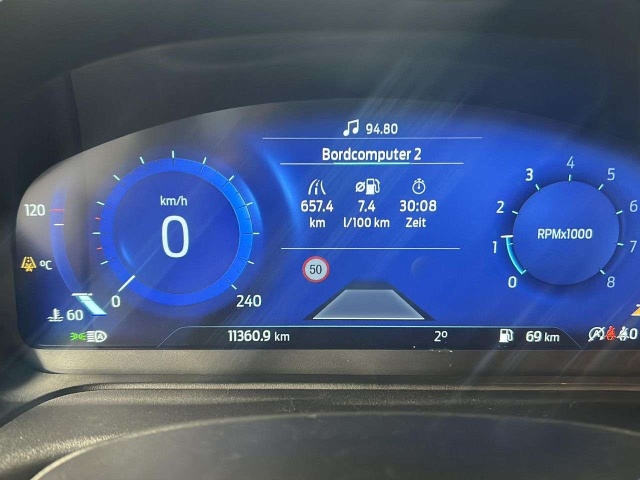 94.80
Bordcomputer 2
657.4 7.4 30:08
km l/100 km Zeit
km/h
0
0 240
120
°C
60
50
RPMx1000
0 1 2 3 4 5 6 7 8
11360.9 km 2° 69 km